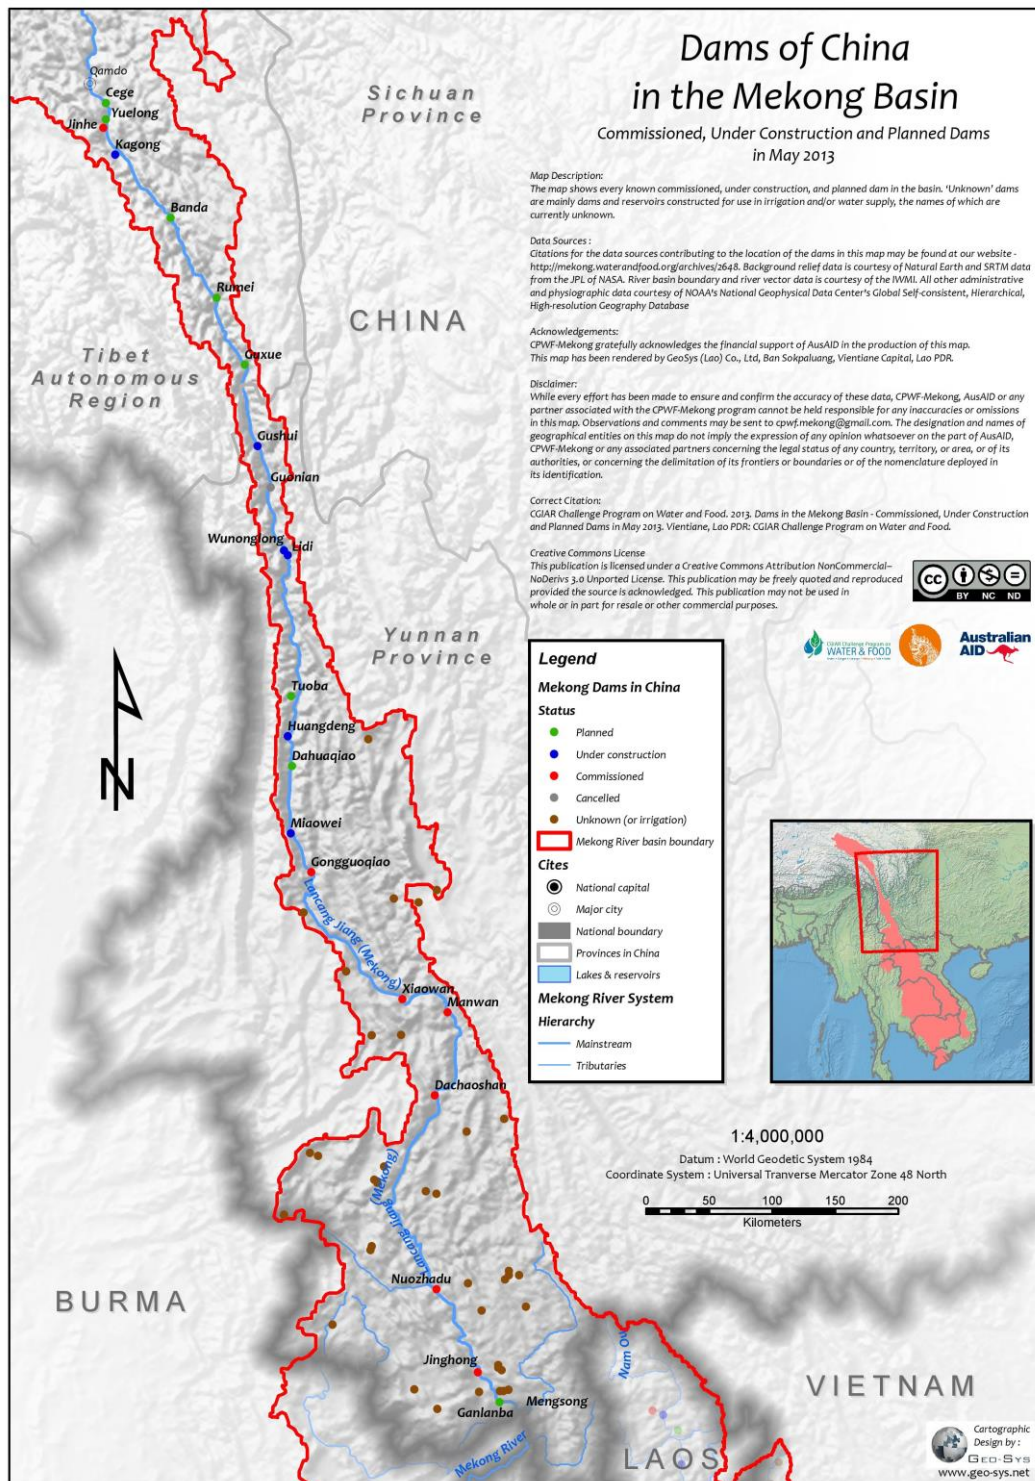 Dams of China
in the Mekong Basin
Commissioned, Under Construction and Planned Dams
in May 2013
Map Description:
The map shows every known commissioned, under construction, and planned dam in the basin. ‘Unknown’ dams
are mainly dams and reservoirs constructed for use in irrigation and/or water supply, the names of which are
currently unknown.
Data Sources :
Citations for the data sources contributing to the location of the dams in this map may be found at our website -
http://mekong.waterandfood.org/archives/2648. Background relief data is courtesy of Natural Earth and SRTM data
from the JPL of NASA. River basin boundary and river vector data is courtesy of the IWMI. All other administrative
and physiographic data courtesy of NOAA's National Geophysical Data Center's Global Self-consistent, Hierarchical,
High-resolution Geography Database
Acknowledgements:
CPWF-Mekong gratefully acknowledges the financial support of AusAID in the production of this map.
This map has been rendered by GeoSys (Lao) Co., Ltd, Ban Sokpaluang, Vientiane Capital, Lao PDR.
Disclaimer:
While every effort has been made to ensure and confirm the accuracy of these data, CPWF-Mekong, AusAID or any
partner associated with the CPWF-Mekong program cannot be held responsible for any inaccuracies or omissions
in this map. Observations and comments may be sent to cpwf.mekong@gmail.com. The designation and names of
geographical entities on this map do not imply the expression of any opinion whatsoever on the part of AusAID,
CPWF-Mekong or any associated partners concerning the legal status of any country, territory, or area, or of its
authorities, or concerning the delimitation of its frontiers or boundaries or of the nomenclature deployed in
its identification.
Correct Citation:
CGIAR Challenge Program on Water and Food. 2013. Dams in the Mekong Basin - Commissioned, Under Construction
and Planned Dams in May 2013. Vientiane, Lao PDR: CGIAR Challenge Program on Water and Food.
Creative Commons License
This publication is licensed under a Creative Commons Attribution NonCommercial–
NoDerivs 3.0 Unported License. This publication may be freely quoted and reproduced
provided the source is acknowledged. This publication may not be used in
whole or in part for resale or other commercial purposes.
cc
BY NC ND
CGIAR Challenge Program on
WATER & FOOD
Australian
AID
Qamdo
Cege
Yuelong
Jinhe
Kagong
Banda
Rumei
Guxue
Gushui
Guonian
Wunonglong
Lidi
Tuoba
Huangdeng
Dahuaqiao
Miaowei
Gongguoqiao
Lancang Jiang (Mekong)
Xiaowan
Manwan
Dachaoshan
Lancang Jiang
(Mekong)
Nuozhadu
Jinghong
Ganlanba
Mengsong
Mekong River
Nam Ou
Sichuan
Province
CHINA
Tibet
Autonomous
Region
Yunnan
Province
BURMA
LAOS
VIETNAM
N
Legend
Mekong Dams in China
Status
Planned
Under construction
Commissioned
Cancelled
Unknown (or irrigation)
Mekong River basin boundary
Cites
National capital
Major city
National boundary
Provinces in China
Lakes & reservoirs
Mekong River System
Hierarchy
Mainstream
Tributaries
1:4,000,000
Datum : World Geodetic System 1984
Coordinate System : Universal Tranverse Mercator Zone 48 North
0 50 100 150 200
Kilometers
Cartographic
Design by :
GEO-SYS
www.geo-sys.net